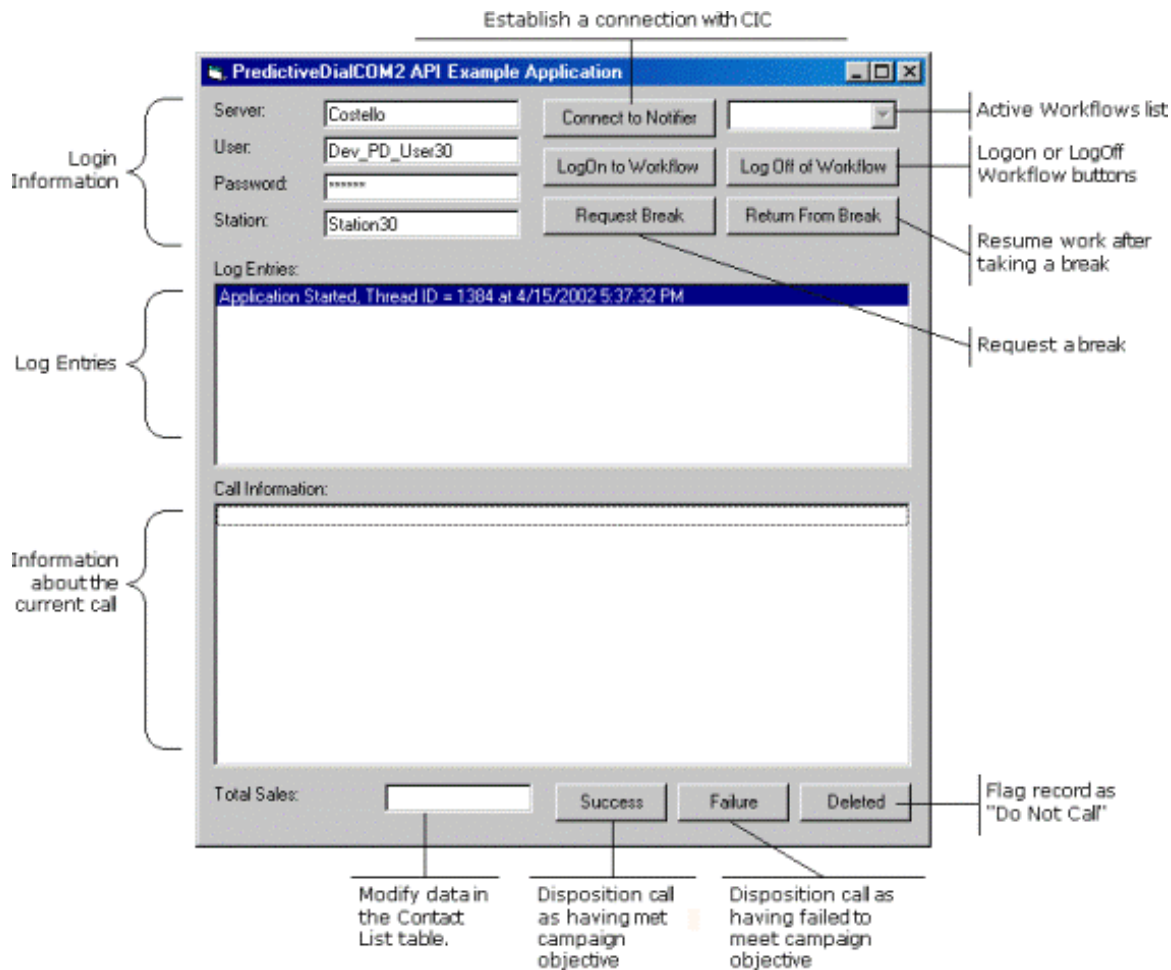 Establish a connection with CIC
PredictiveDialCOM2 API Example Application
Server:
Costello
Connect to Notifier
Active Workflows list
User:
Dev_PD_User30
LogOn to Workflow
Log Off of Workflow
Logon or LogOff
Workflow buttons
Login
Information
Password:
******
Station:
Station30
Request Break
Return From Break
Resume work after
taking a break
Log Entries:
Application Started, Thread ID = 1384 at 4/15/2002 5:37:32 PM
Request a break
Log Entries
Call Information:
Information
about the
current call
Total Sales:
Success
Failure
Deleted
Flag record as
"Do Not Call"
Modify data in
the Contact
List table.
Disposition call
as having met
campaign
objective
Disposition call as
having failed to
meet campaign
objective